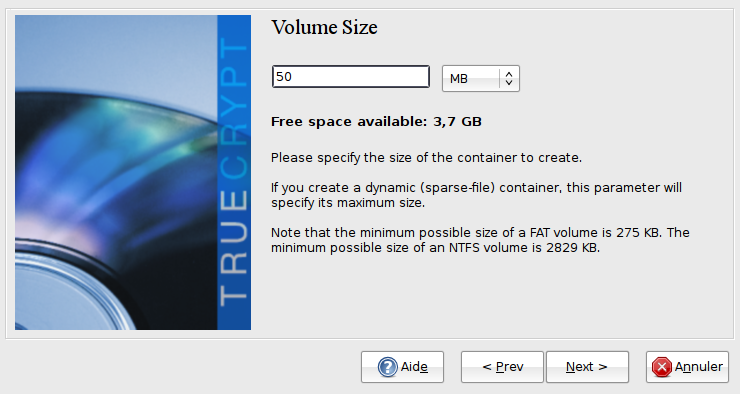 TRUECRYPT
Volume Size
50
MB
Free space available: 3,7 GB
Please specify the size of the container to create.
If you create a dynamic (sparse-file) container, this parameter will
specify its maximum size.
Note that the minimum possible size of a FAT volume is 275 KB. The
minimum possible size of an NTFS volume is 2829 KB.
Aide
< Prev
Next >
Annuler